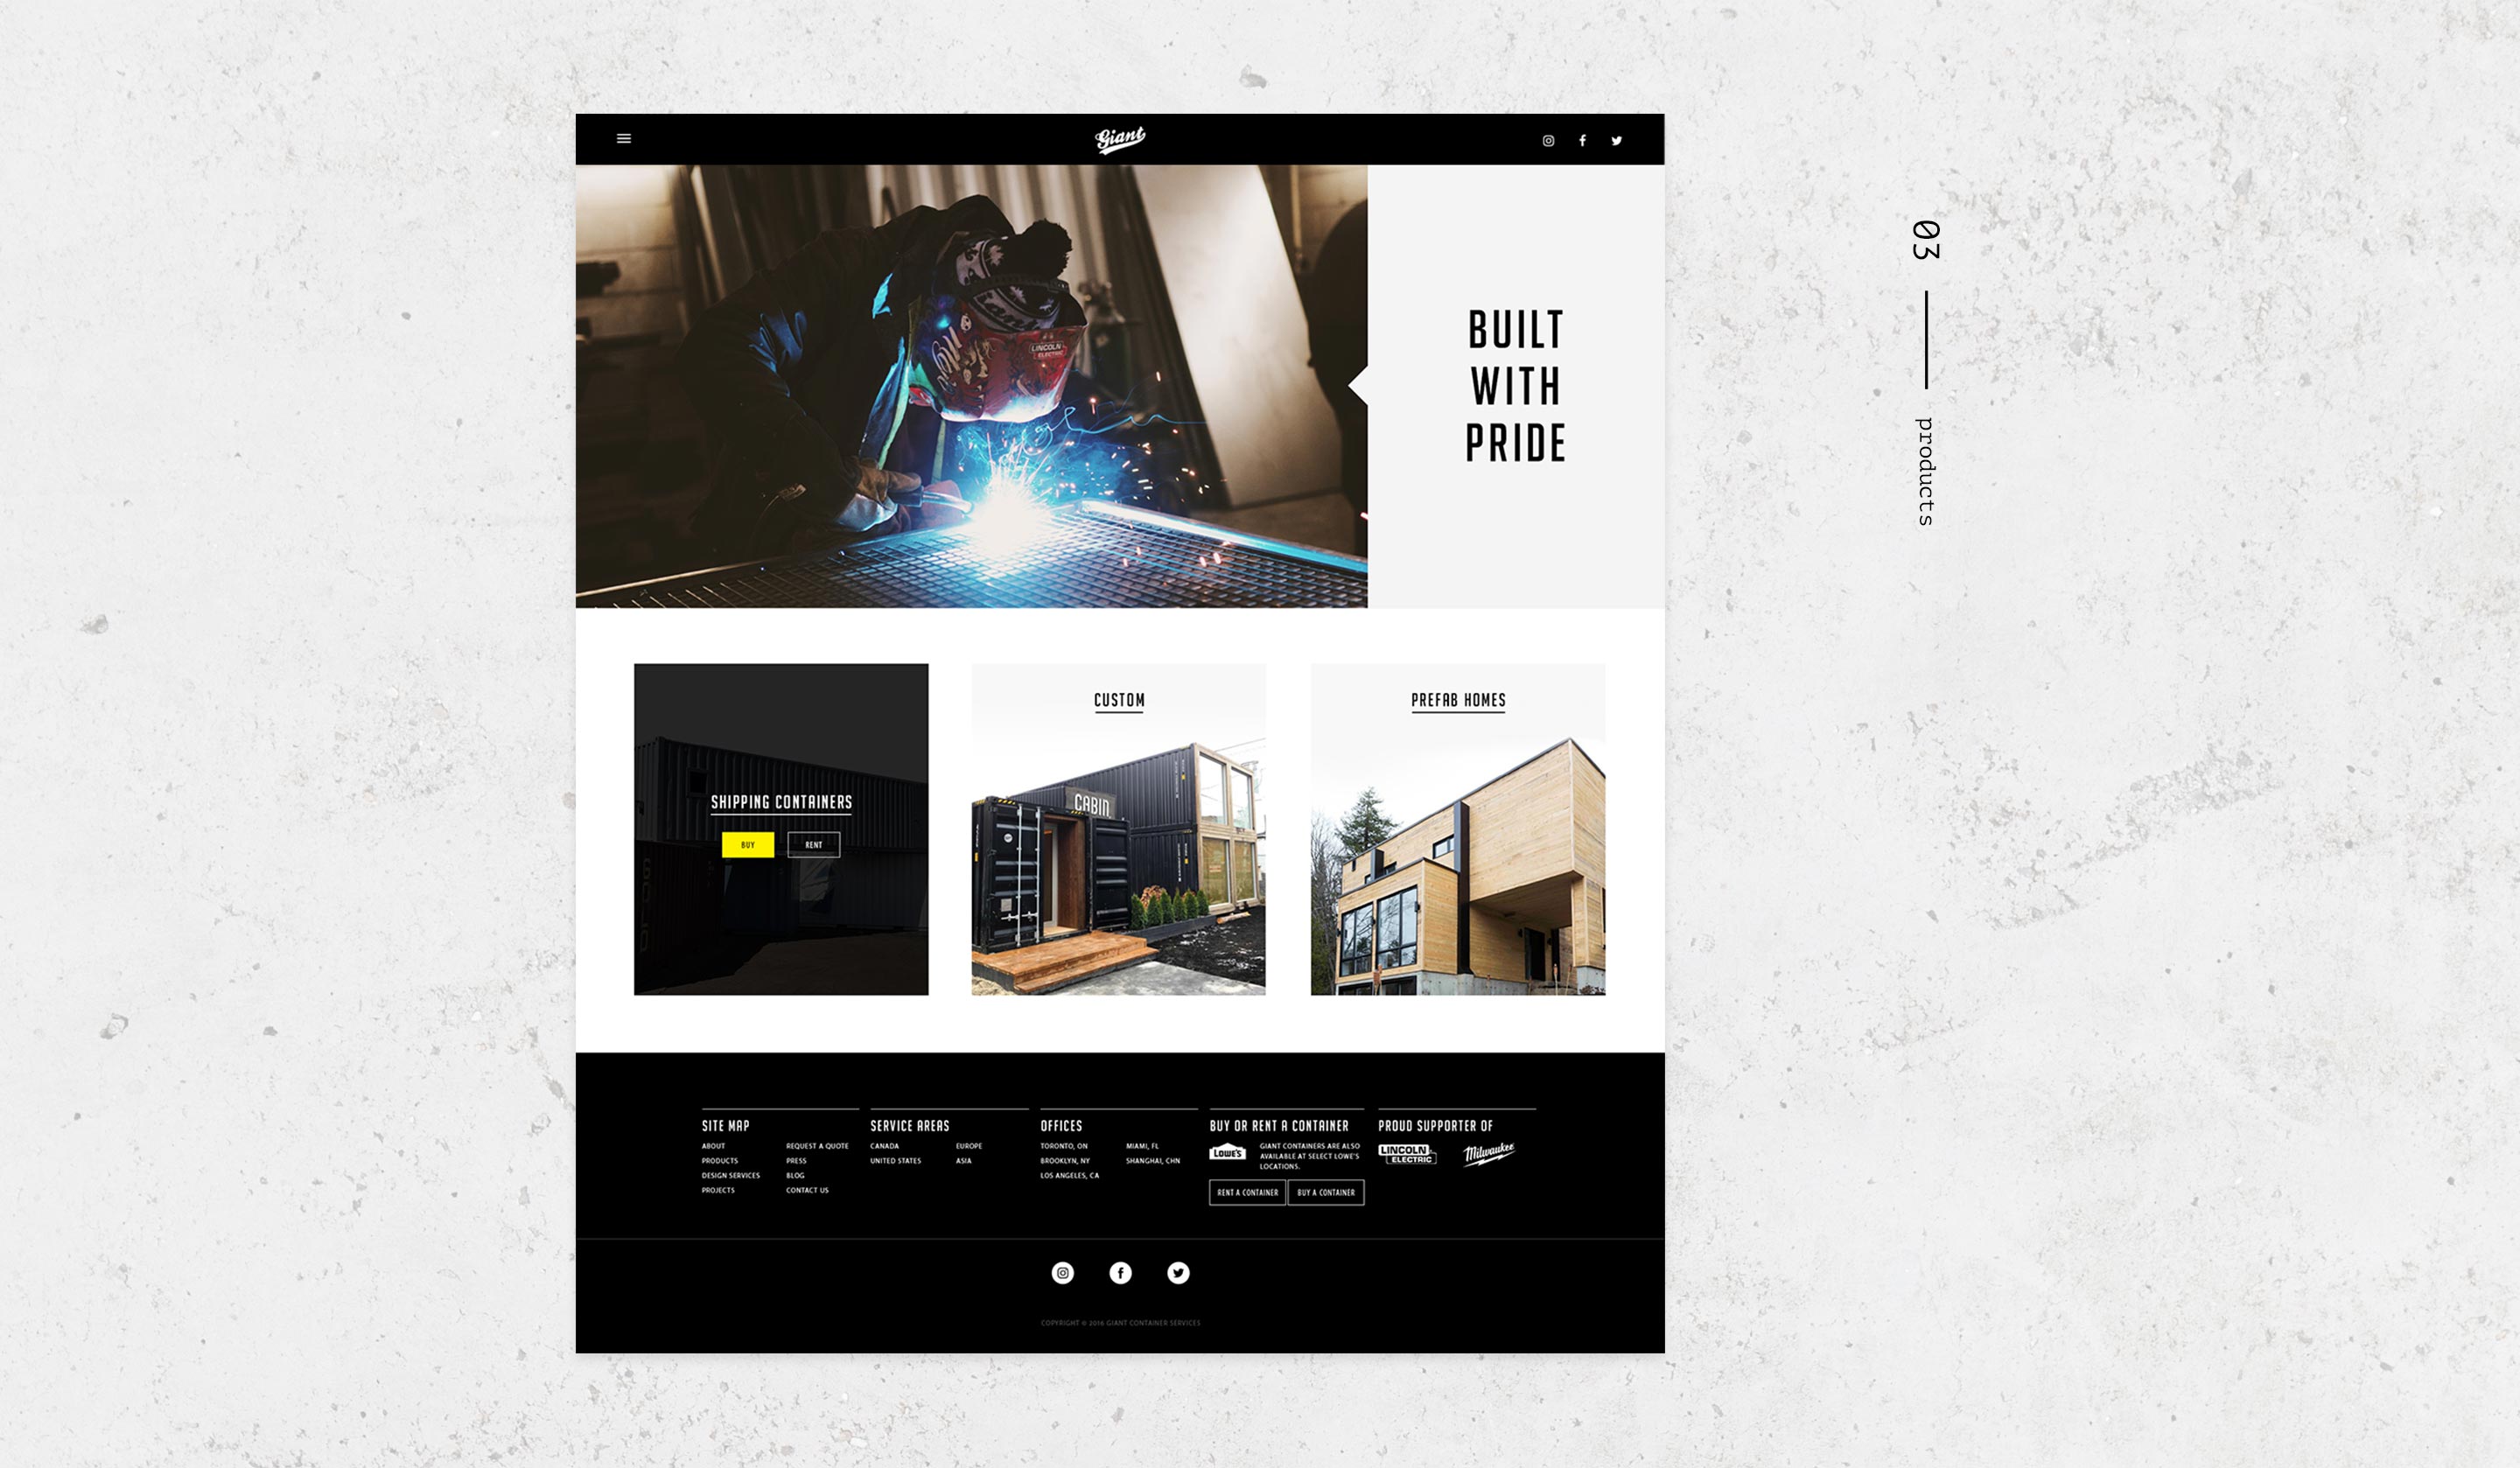 Giant
LINCOLN
ELECTRIC
BUILT
WITH
PRIDE
03
products
SHIPPING CONTAINERS
BUY
RENT
CUSTOM
CABIN
PREFAB HOMES
SITE MAP
ABOUT
PRODUCTS
DESIGN SERVICES
PROJECTS
REQUEST A QUOTE
PRESS
BLOG
CONTACT US
SERVICE AREAS
CANADA
UNITED STATES
EUROPE
ASIA
OFFICES
TORONTO, ON
BROOKLYN, NY
LOS ANGELES, CA
MIAMI, FL
SHANGHAI, CHN
BUY OR RENT A CONTAINER
LOWE'S
GIANT CONTAINERS ARE ALSO
AVAILABLE AT SELECT LOWE'S
LOCATIONS.
RENT A CONTAINER
BUY A CONTAINER
PROUD SUPPORTER OF
LINCOLN
ELECTRIC
Milwaukee
COPYRIGHT © 2016 GIANT CONTAINER SERVICES